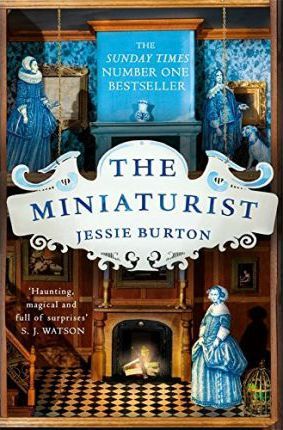 THE
SUNDAY TIMES
NUMBER ONE
BESTSELLER
THE
MINIATURIST
JESSIE BURTON
'Haunting,
magical and
full of surprises'
S. J. WATSON